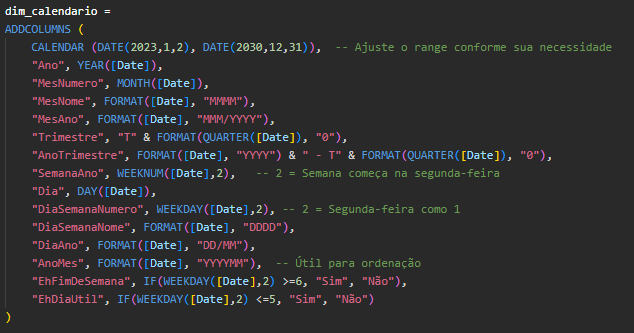 dim_calendario =
ADDCOLUMNS (
CALENDAR (DATE(2023,1,2), DATE(2030,12,31)),  -- Ajuste o range conforme sua necessidade
"Ano", YEAR([Date]),
"MesNumero", MONTH([Date]),
"MesNome", FORMAT([Date], "MMMM"),
"MesAno", FORMAT([Date], "MMM/YYYY"),
"Trimestre", "T" & FORMAT(QUARTER([Date]), "0"),
"AnoTrimestre", FORMAT([Date], "YYYY") & " - T" & FORMAT(QUARTER([Date]), "0"),
"SemanaAno", WEEKNUM([Date],2),   -- 2 = Semana começa na segunda-feira
"Dia", DAY([Date]),
"DiaSemanaNumero", WEEKDAY([Date],2), -- 2 = Segunda-feira como 1
"DiaSemanaNome", FORMAT([Date], "DDDD"),
"DiaAno", FORMAT([Date], "DD/MM"),
"AnoMes", FORMAT([Date], "YYYYMM"),  -- Útil para ordenação
"EhFimDeSemana", IF(WEEKDAY([Date],2) >=6, "Sim", "Não"),
"EhDiaUtil", IF(WEEKDAY([Date],2) <=5, "Sim", "Não")
)